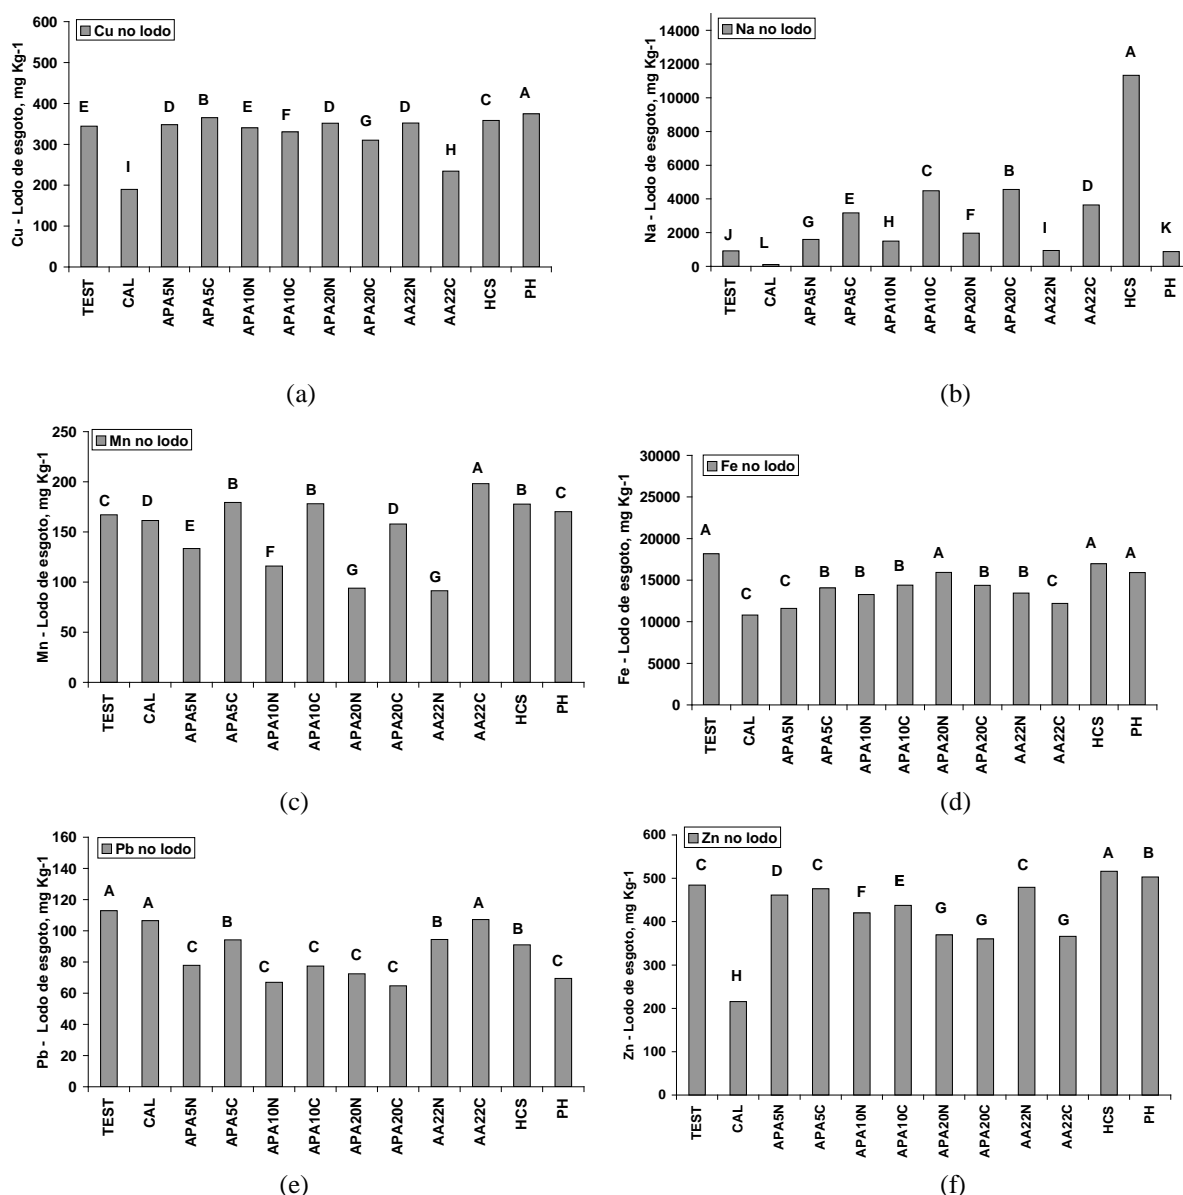 Cu no lodo
Cu - Lodo de esgoto, mg Kg-1
600
500
400
300
200
100
0
E I D B E F D G D H C A
TEST CAL APA5N APA5C APA10N APA10C APA20N APA20C AA22N AA22C HCS PH
(a)
Na no lodo
Na - Lodo de esgoto, mg Kg-1
14000
12000
10000
8000
6000
4000
2000
0
J L G E H C F B I D A K
TEST CAL APA5N APA5C APA10N APA10C APA20N APA20C AA22N AA22C HCS PH
(b)
Mn no lodo
Mn - Lodo de esgoto, mg Kg-1
250
200
150
100
50
0
C D E B F B G D G A B C
TEST CAL APA5N APA5C APA10N APA10C APA20N APA20C AA22N AA22C HCS PH
(c)
Fe no lodo
Fe - Lodo de esgoto, mg Kg-1
30000
25000
20000
15000
10000
5000
0
A C C B B B A B B C A A
TEST CAL APA5N APA5C APA10N APA10C APA20N APA20C AA22N AA22C HCS PH
(d)
Pb no lodo
Pb - Lodo de esgoto, mg Kg-1
160
140
120
100
80
60
40
20
0
A A C B C C C C B A B C
TEST CAL APA5N APA5C APA10N APA10C APA20N APA20C AA22N AA22C HCS PH
(e)
Zn no lodo
Zn - Lodo de esgoto, mg Kg-1
600
500
400
300
200
100
0
C H D C F E G G C G A B
TEST CAL APA5N APA5C APA10N APA10C APA20N APA20C AA22N AA22C HCS PH
(f)